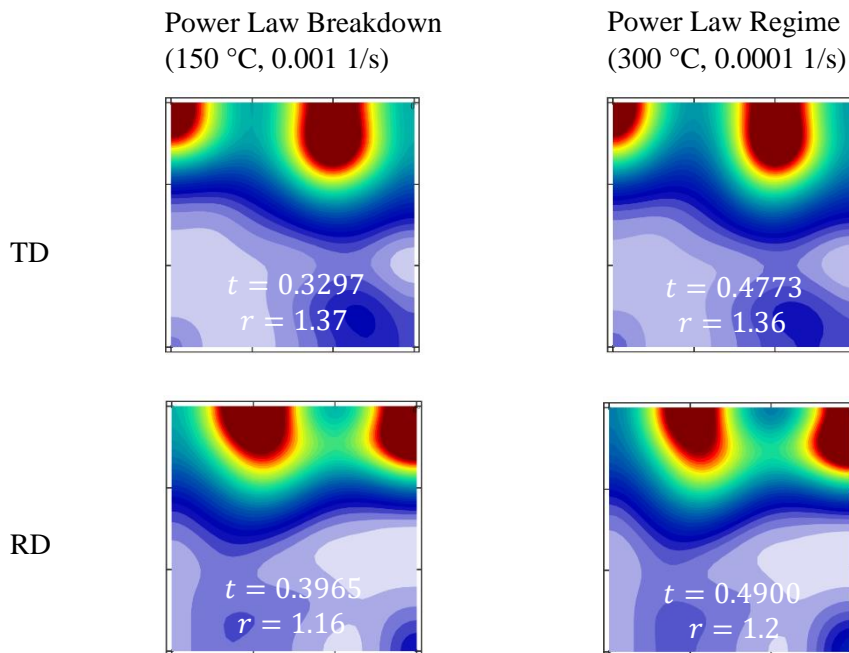 Power Law Breakdown
(150 °C, 0.001 1/s)
Power Law Regime
(300 °C, 0.0001 1/s)
TD
t = 0.3297
r = 1.37
t = 0.4773
r = 1.36
RD
t = 0.3965
r = 1.16
t = 0.4900
r = 1.2